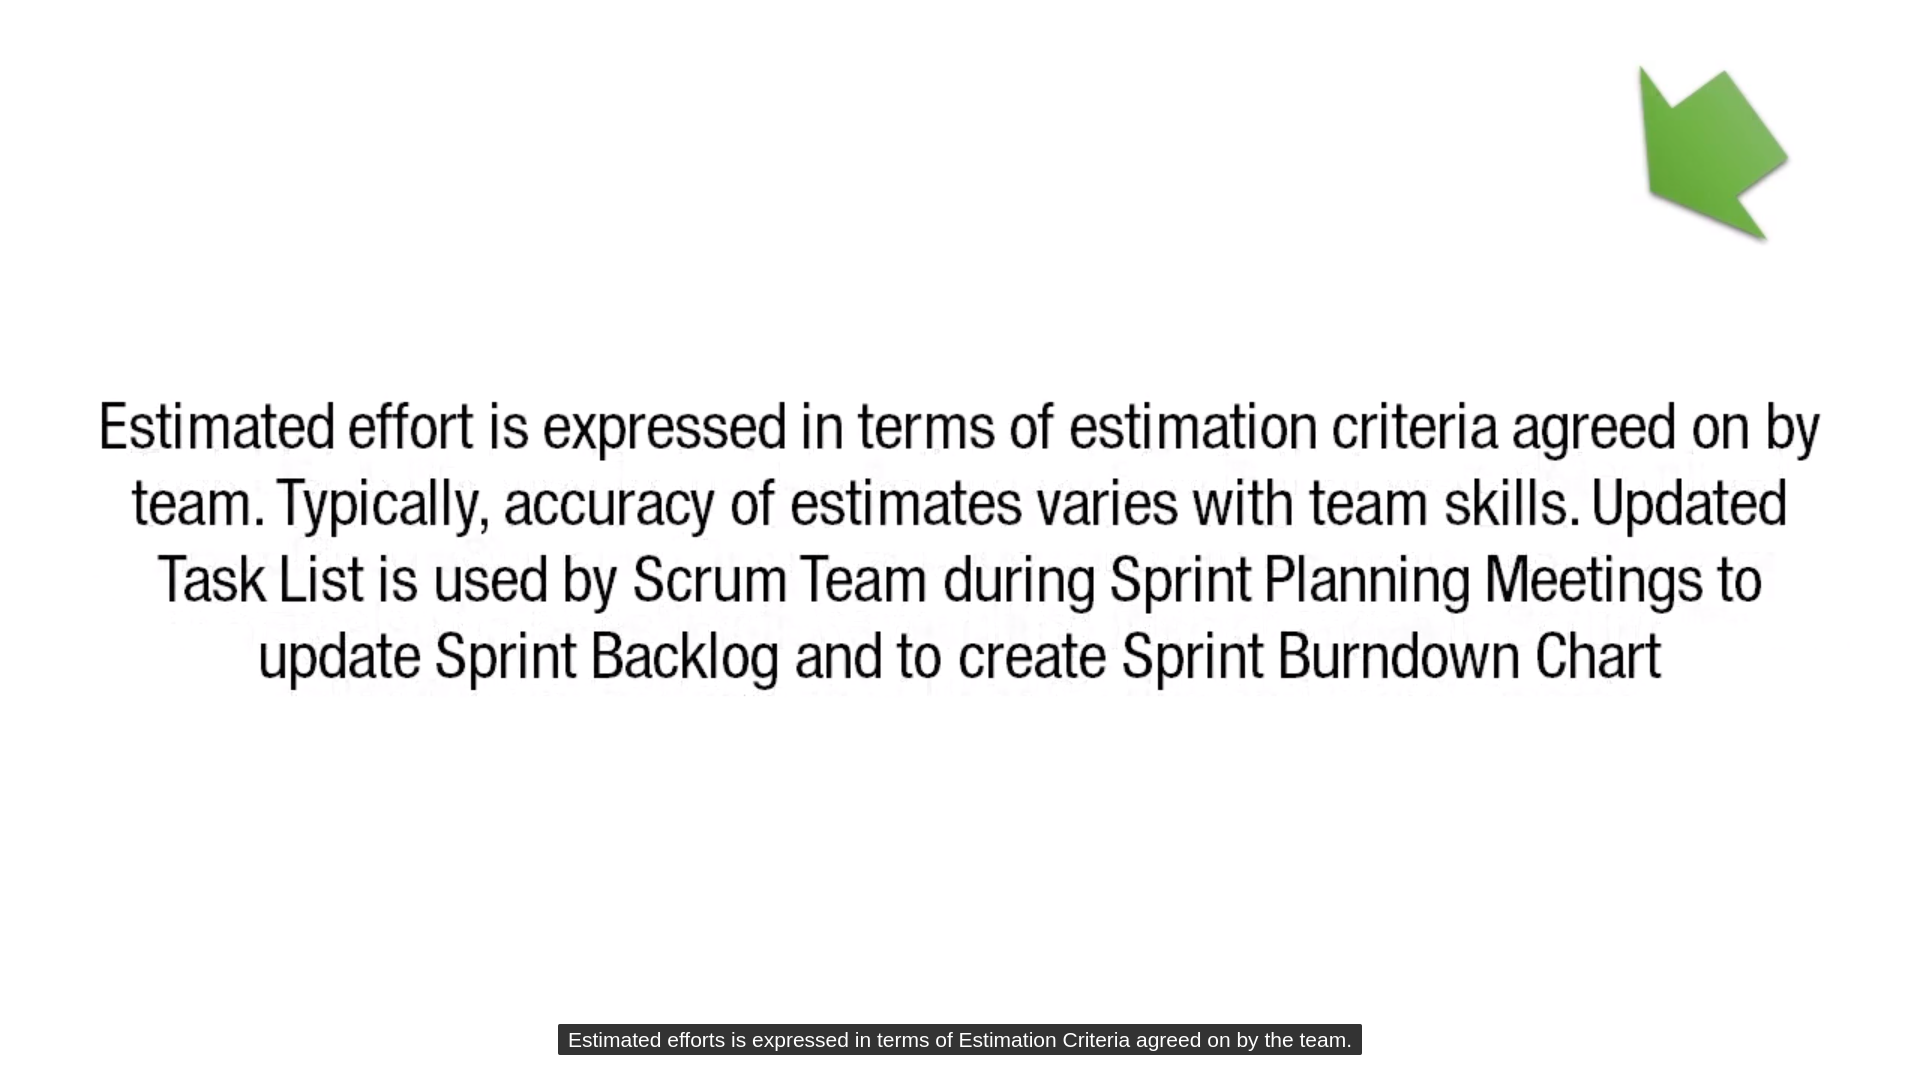 Estimated effort is expressed in terms of estimation criteria agreed on by
team. Typically, accuracy of estimates varies with team skills. Updated
Task List is used by Scrum Team during Sprint Planning Meetings to
update Sprint Backlog and to create Sprint Burndown Chart
Estimated efforts is expressed in terms of Estimation Criteria agreed on by the team.